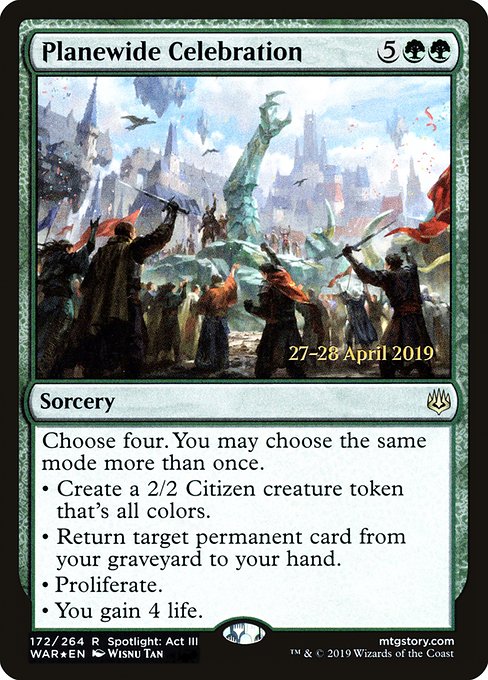 Planewide Celebration 5
27–28 April 2019
Sorcery
Choose four. You may choose the same
mode more than once.
• Create a 2/2 Citizen creature token
that's all colors.
• Return target permanent card from
your graveyard to your hand.
• Proliferate.
• You gain 4 life.
172/264 R Spotlight: Act III mtgstory.com
WAR★EN Wisnu Tan ™ & © 2019 Wizards of the Coast